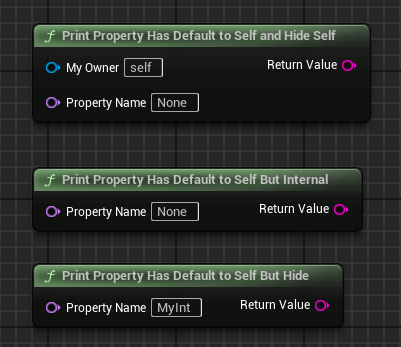 Print Property Has Default to Self and Hide Self
My Owner self Return Value
Property Name None
Print Property Has Default to Self But Internal
Property Name None Return Value
Print Property Has Default to Self But Hide
Property Name MyInt Return Value